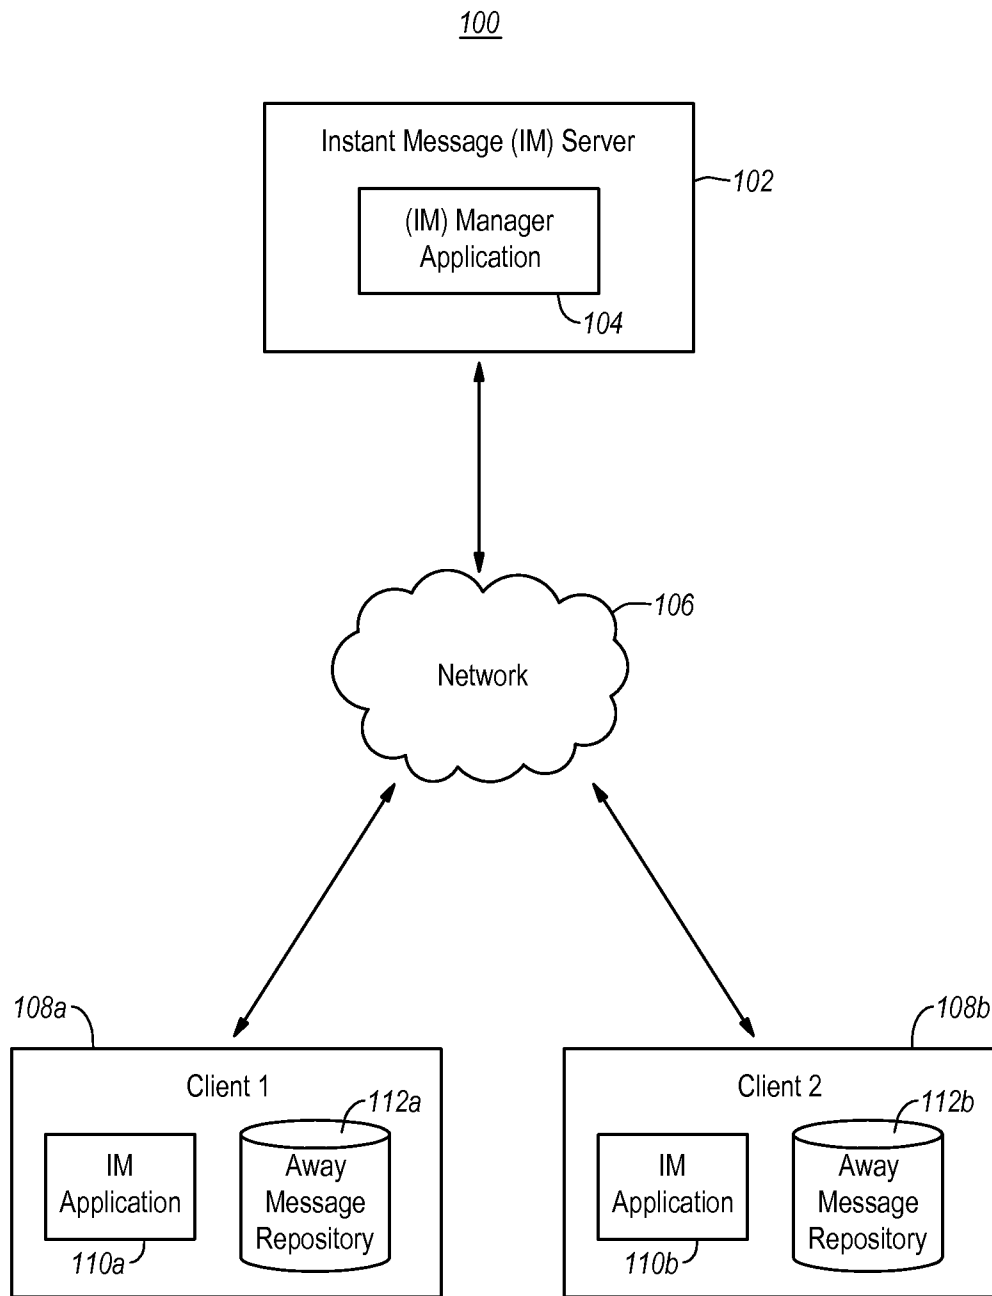 100
Instant Message (IM) Server
102
(IM) Manager
Application
104
106
Network
108a
108b
Client 1
112a
IM
Application
Away
Message
Repository
110a
Client 2
112b
IM
Application
Away
Message
Repository
110b